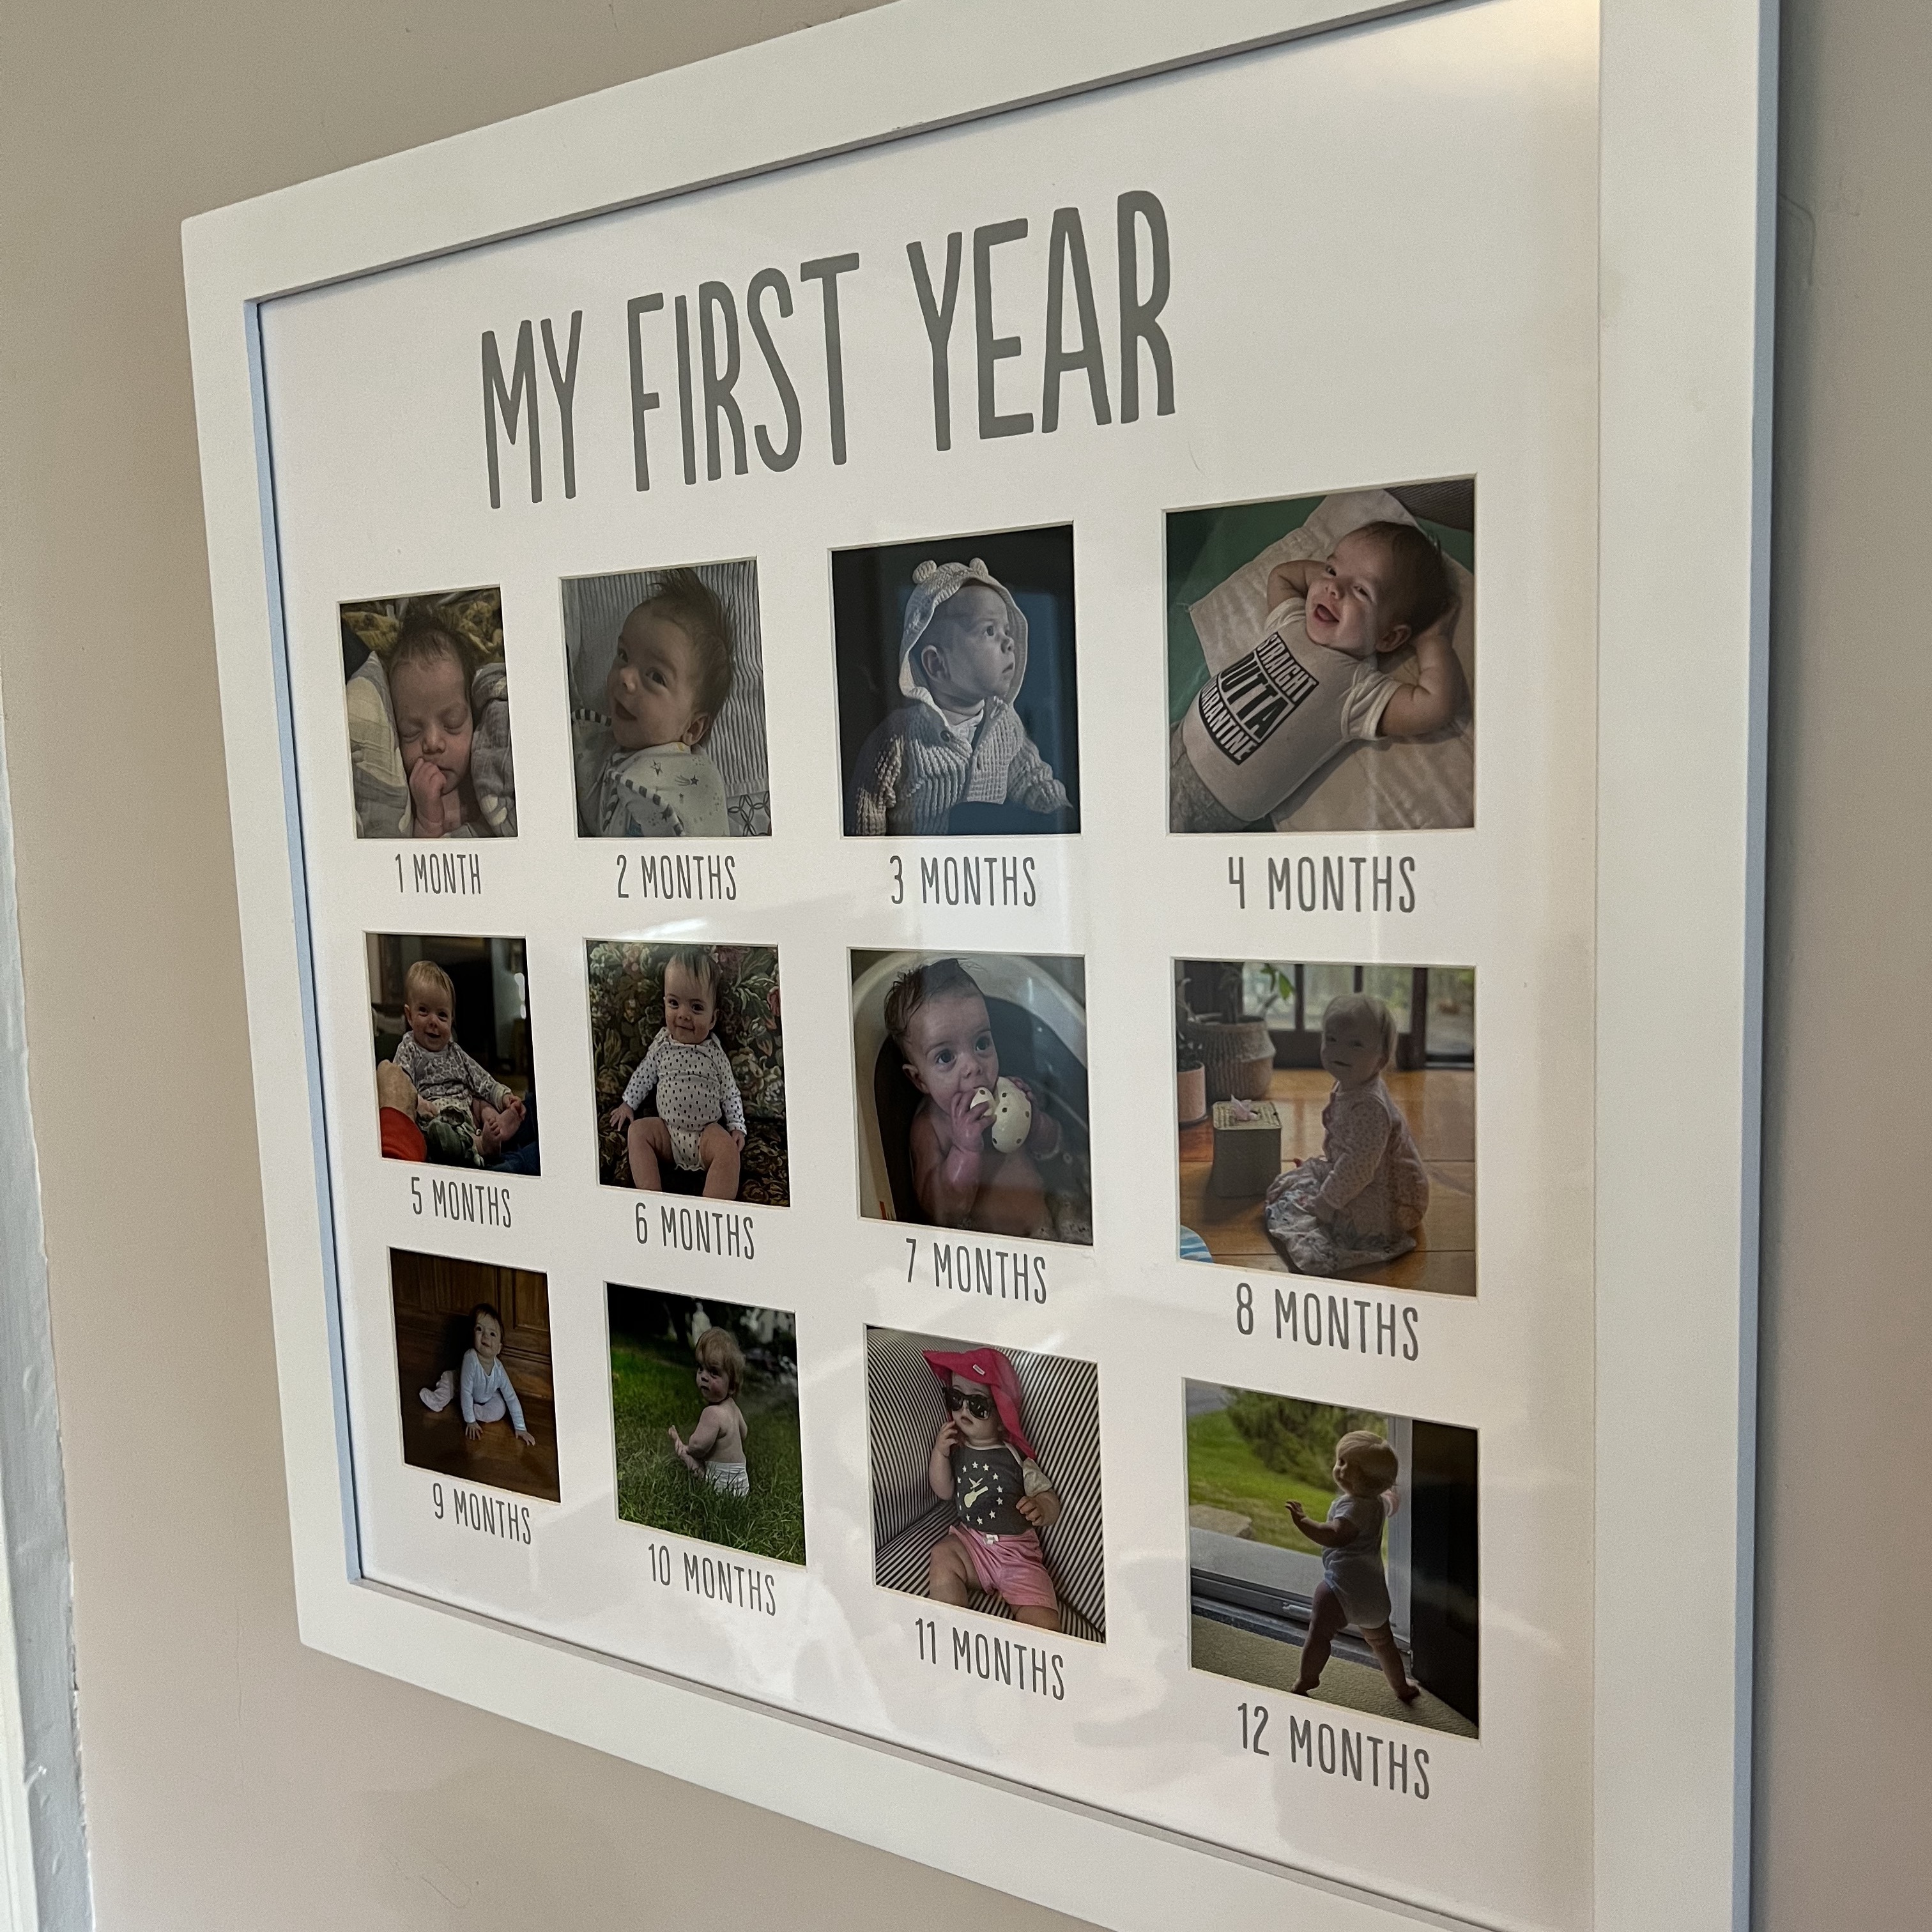 MY FIRST YEAR
STRAIGHT
OUTTA
QUARANTINE
1 MONTH
2 MONTHS
3 MONTHS
4 MONTHS
5 MONTHS
6 MONTHS
7 MONTHS
8 MONTHS
9 MONTHS
10 MONTHS
11 MONTHS
12 MONTHS